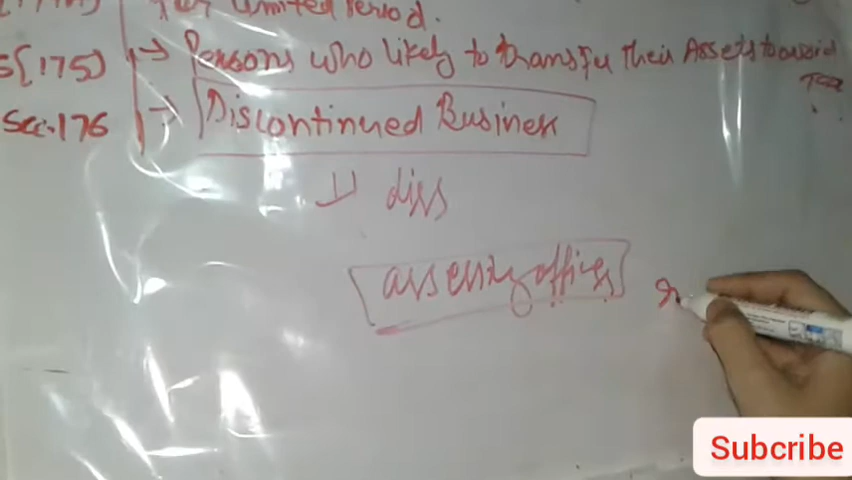 for Limited Period.
S(175) → Persons who likely to transfer their Assets to avoid
Tax
Sec.176 → Discontinued Business
diss
assessing officer
Subcribe